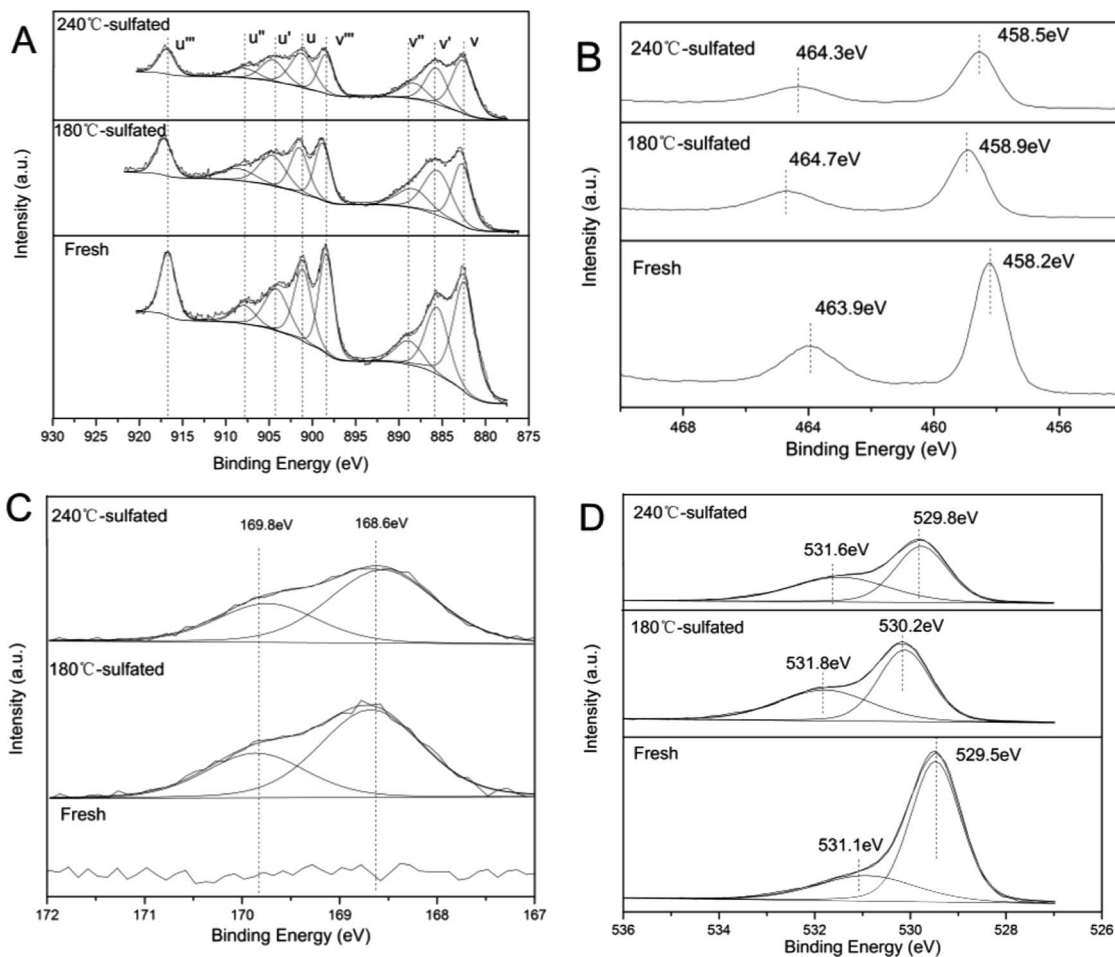 A
240℃-sulfated
u''' u'' u' u v''' v'' v' v
180℃-sulfated
Fresh
Intensity (a.u.)
930 925 920 915 910 905 900 895 890 885 880 875
Binding Energy (eV)
B
240℃-sulfated
464.3eV
458.5eV
180℃-sulfated
464.7eV
458.9eV
Fresh
463.9eV
458.2eV
Intensity (a.u.)
468 464 460 456
Binding Energy (eV)
C
240℃-sulfated
169.8eV
168.6eV
180℃-sulfated
Fresh
Intensity (a.u.)
172 171 170 169 168 167
Binding Energy (eV)
D
240℃-sulfated
531.6eV
529.8eV
180℃-sulfated
531.8eV
530.2eV
Fresh
531.1eV
529.5eV
Intensity (a.u.)
536 534 532 530 528 526
Binding Energy (eV)